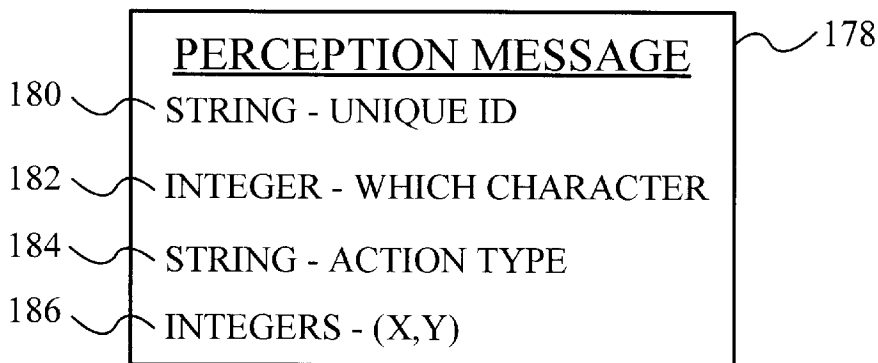 PERCEPTION MESSAGE 178
180 STRING - UNIQUE ID
182 INTEGER - WHICH CHARACTER
184 STRING - ACTION TYPE
186 INTEGERS - (X,Y)